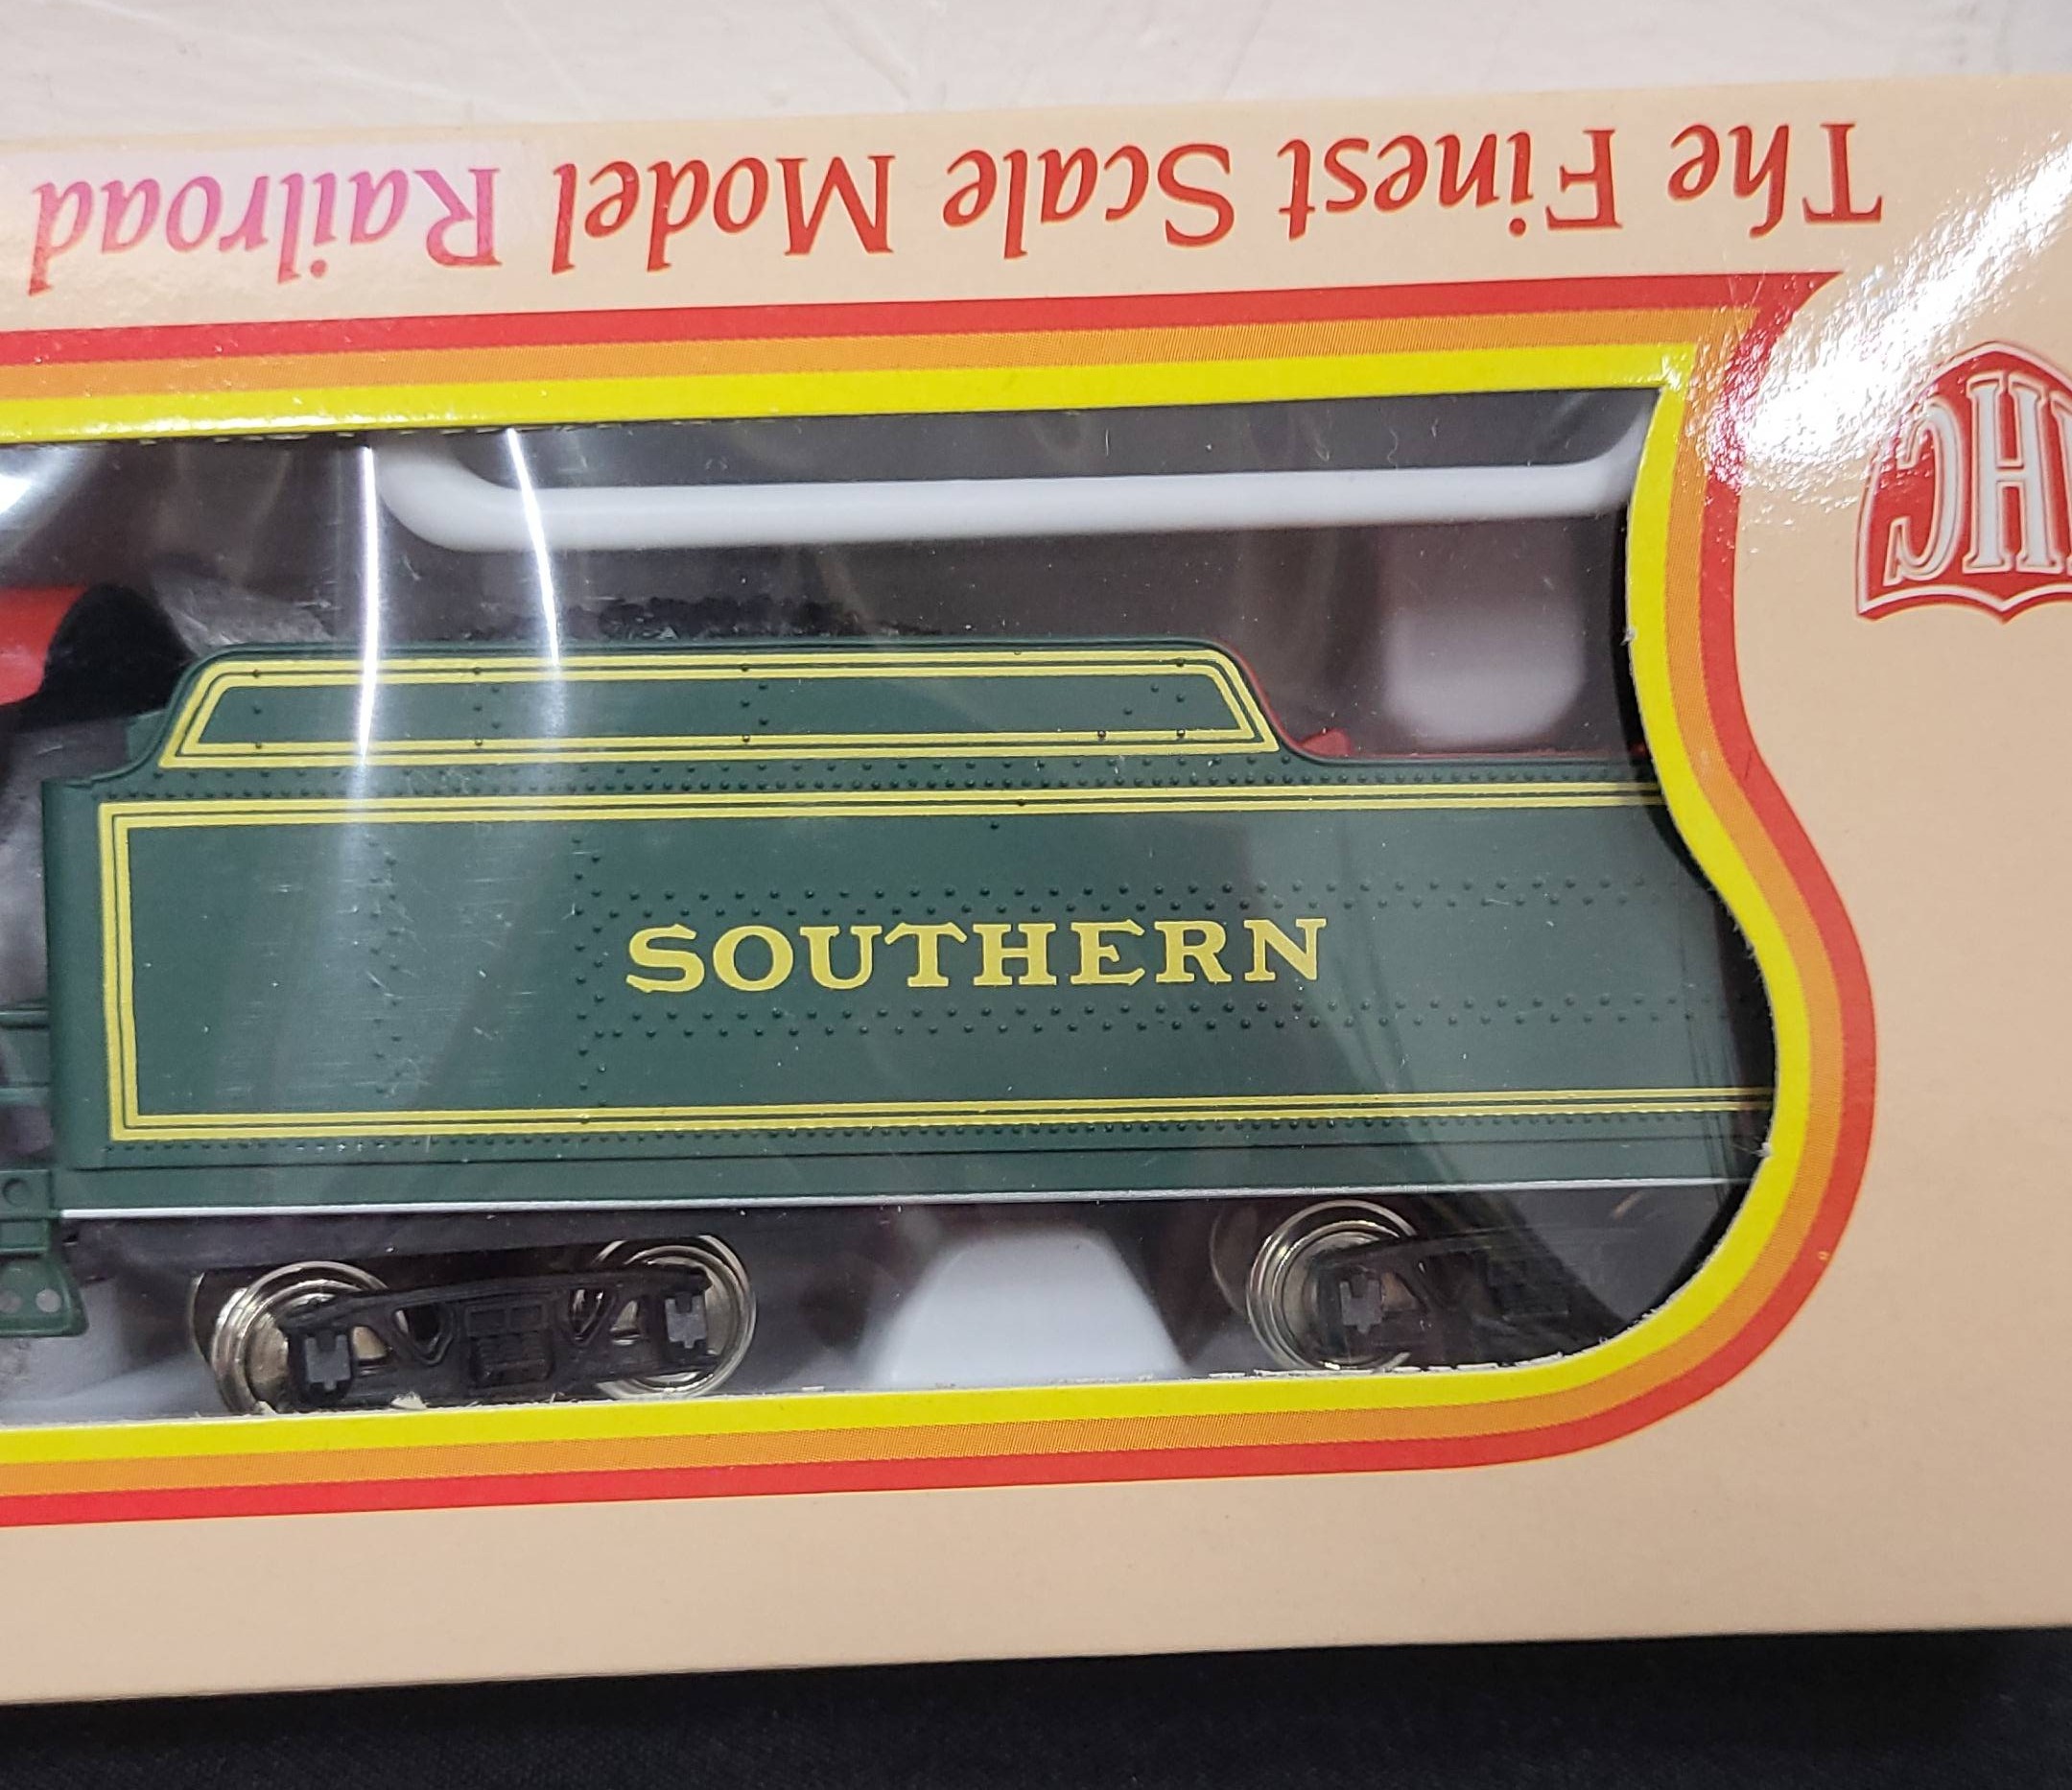 The Finest Scale Model Railroad
SOUTHERN